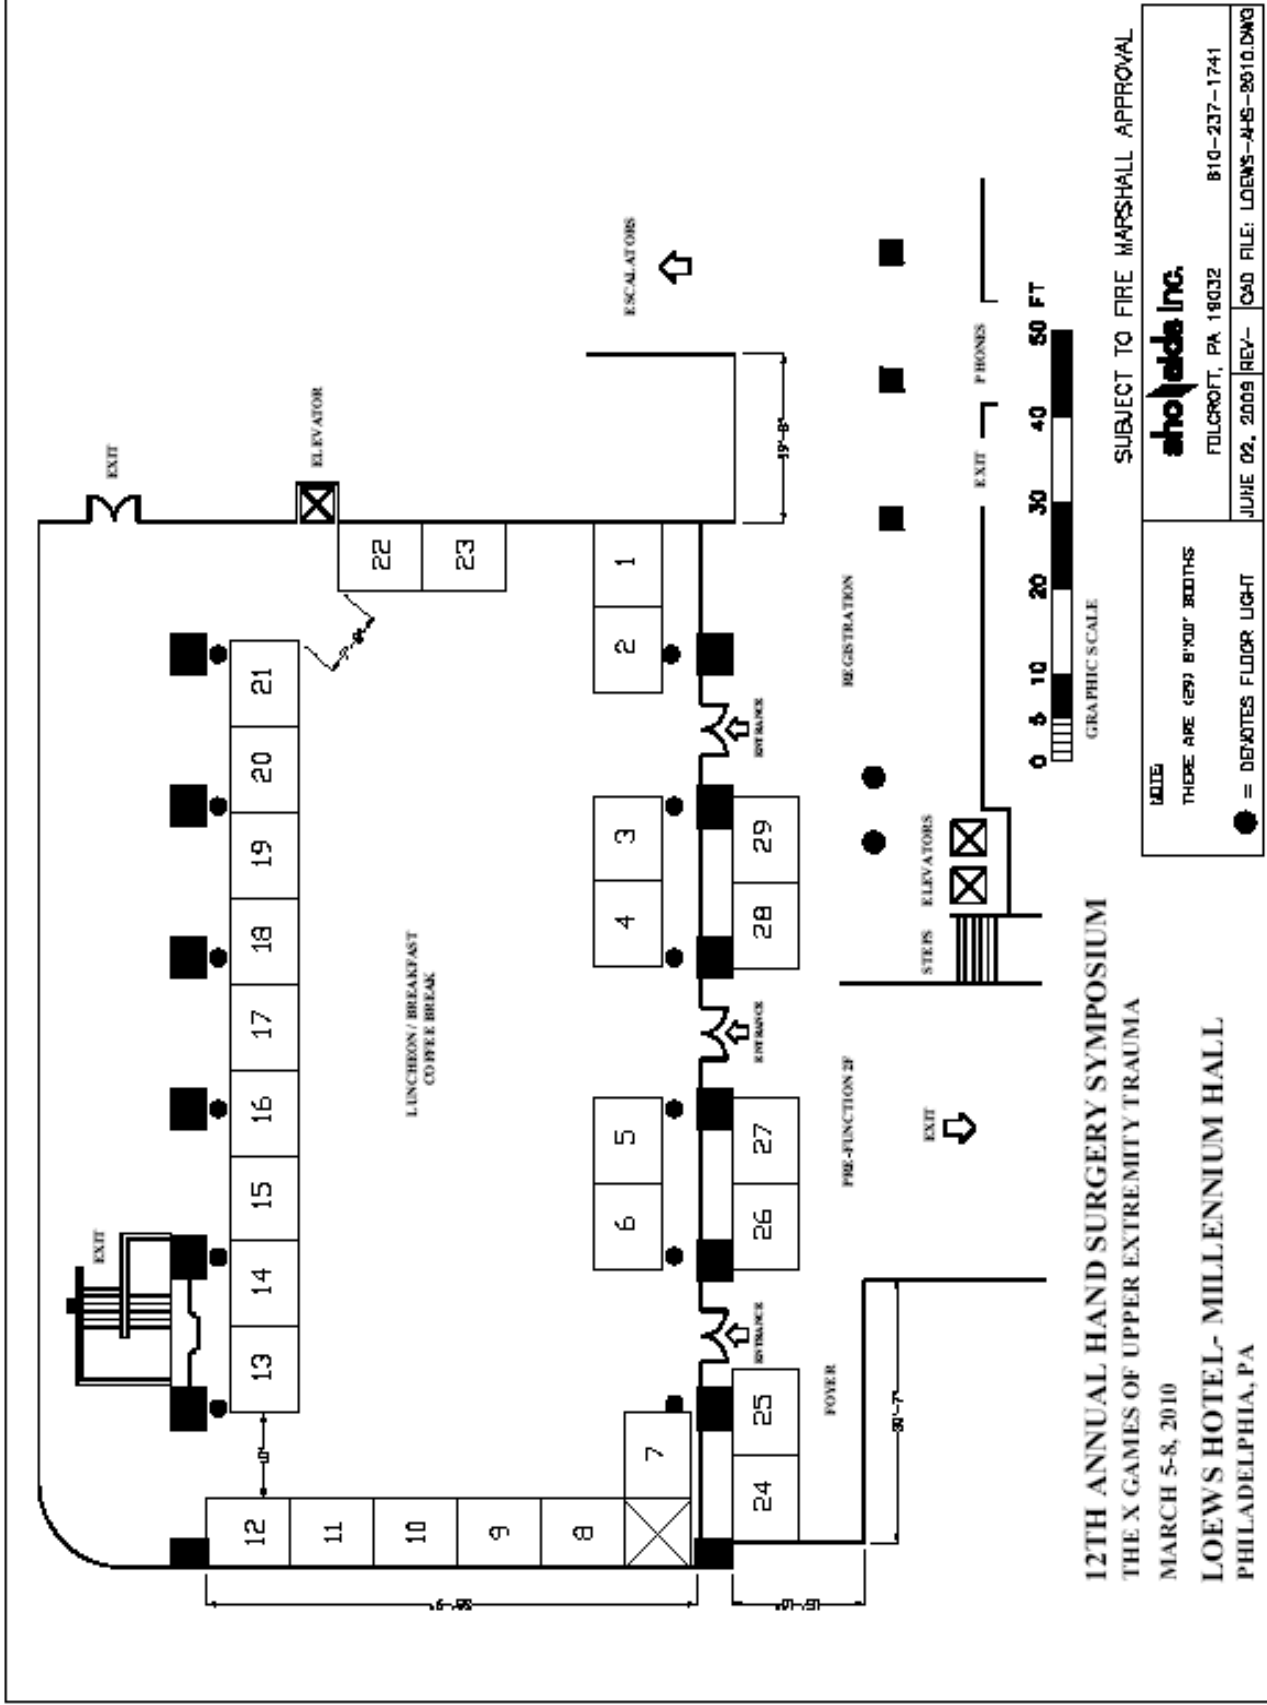 EXIT
EXIT
12 13 14 15 16 17 18 19 20 21
ELEVATOR
11
22
10
LUNCHEON / BREAKFAST
COFFEE BREAK
23
9
8
6 5 4 3 2 1
ESCALATORS
7
ENTRANCE ENTRANCE ENTRANCE
24 25 26 27 28 29
FOYER PRE-FUNCTION 2F REGISTRATION
EXIT STEPS ELEVATORS
EXIT PHONES
0 5 10 20 30 40 50 FT
GRAPHIC SCALE
12TH ANNUAL HAND SURGERY SYMPOSIUM
THE X GAMES OF UPPER EXTREMITY TRAUMA
MARCH 5-8, 2010
LOEWS HOTEL - MILLENNIUM HALL
PHILADELPHIA, PA
SUBJECT TO FIRE MARSHALL APPROVAL
NOTE:
THERE ARE (29) 8'X10' BOOTHS
= DENOTES FLOOR LIGHT
Inc.
FOLCROFT, PA 19032 610-237-1741
JUNE 02, 2009 REV- CAD FILE: LOEWS-AHS-2010.DWG